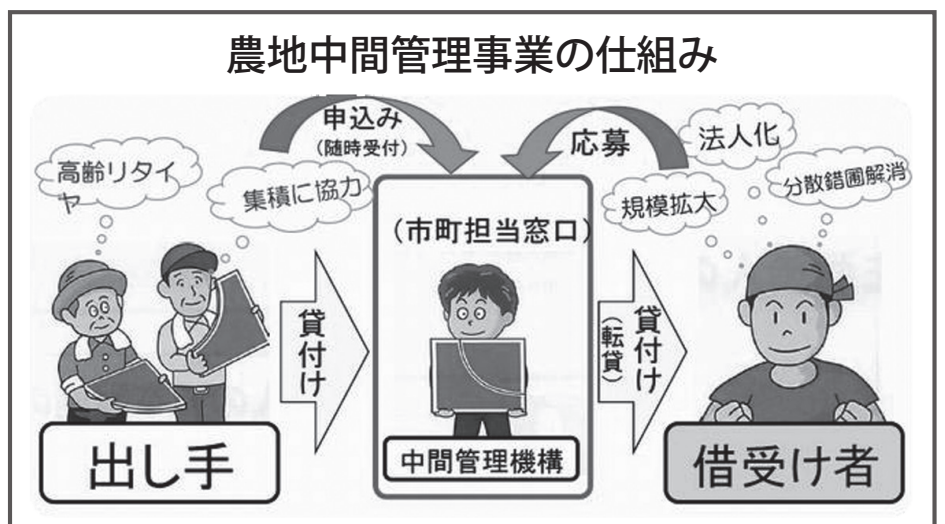 農地中間管理事業の仕組み
申込み
(随時受付)
応募
法人化
高齢リタイ
ヤ
集積に協力
規模拡大
分散錯圃解消
(市町担当窓口)
貸付け
貸付け
(転貸)
出し手
中間管理機構
借受け者